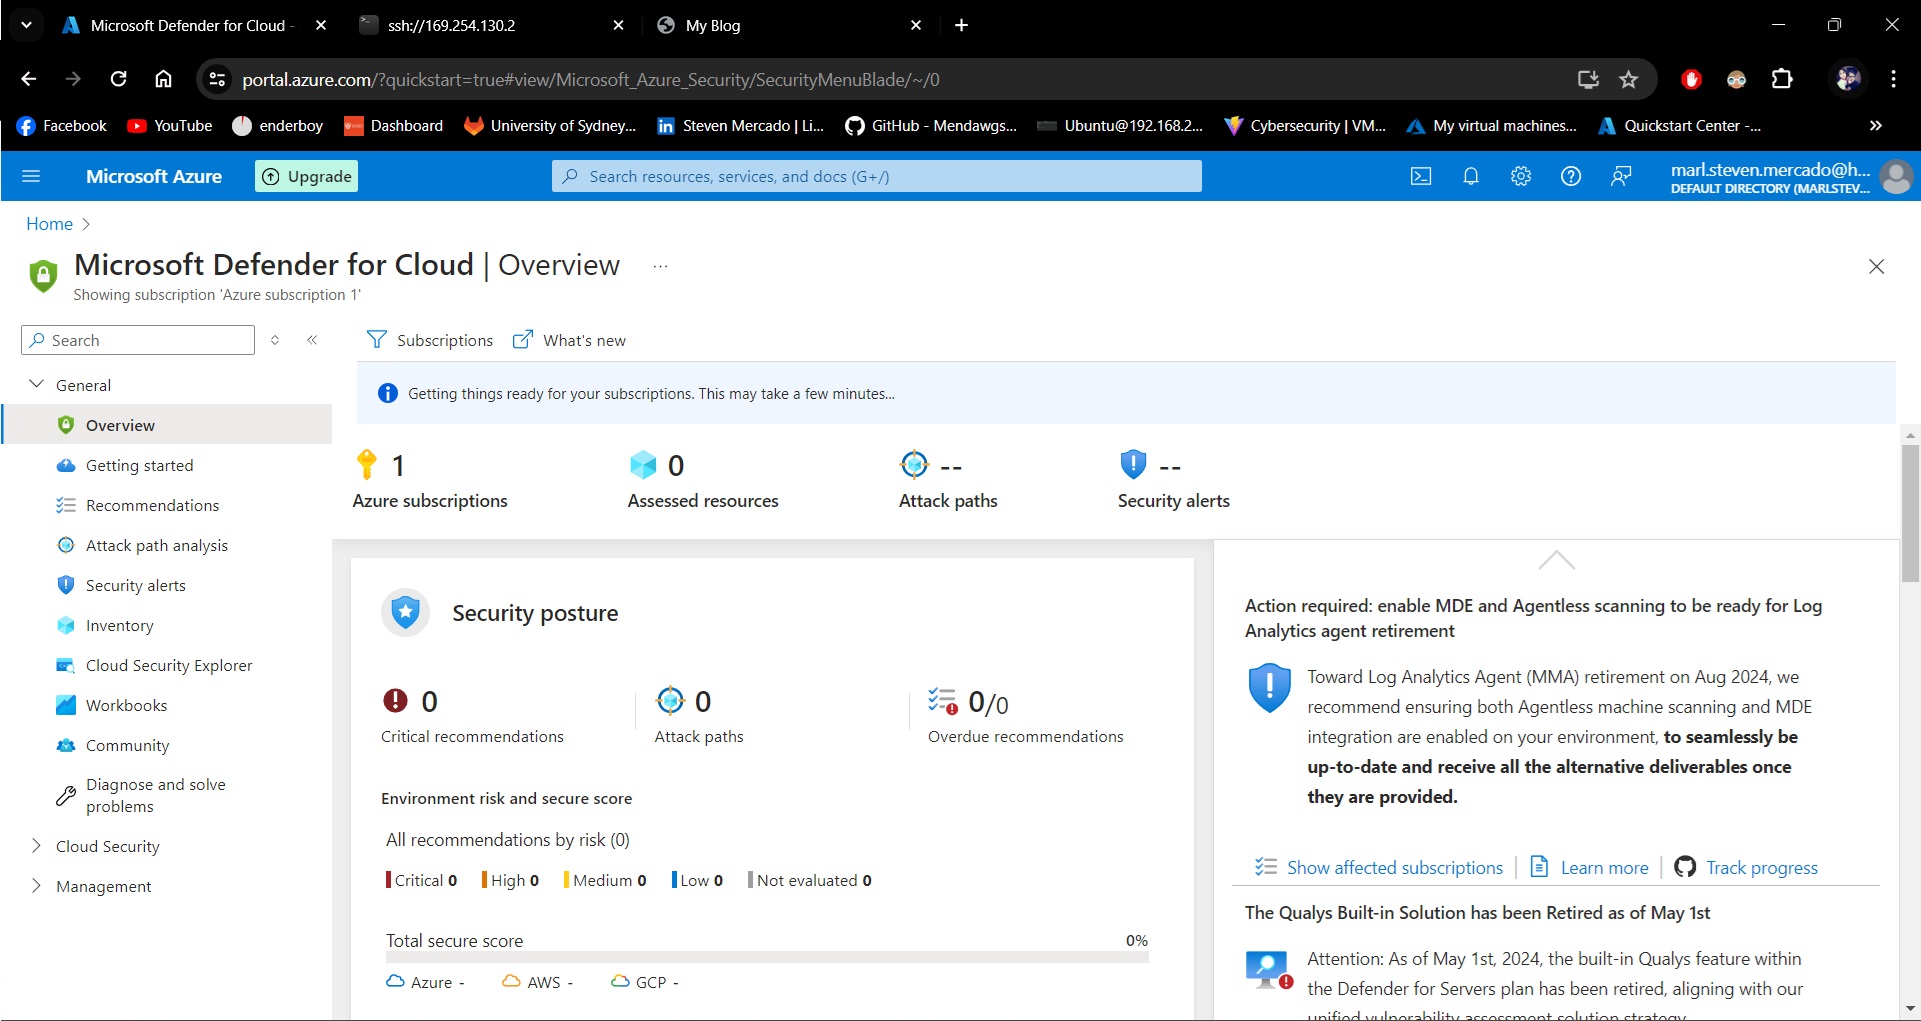 Microsoft Defender for Cloud -
ssh://169.254.130.2
My Blog
portal.azure.com/?quickstart=true#view/Microsoft_Azure_Security/SecurityMenuBlade/~/0
Facebook
YouTube
enderboy
Dashboard
University of Sydney...
Steven Mercado | Li...
GitHub - Mendawgs...
Ubuntu@192.168.2...
Cybersecurity | VM...
My virtual machines...
Quickstart Center -...
Microsoft Azure
Upgrade
Search resources, services, and docs (G+/)
marl.steven.mercado@h...
DEFAULT DIRECTORY (MARLSTEV...
Home >
Microsoft Defender for Cloud | Overview ...
Showing subscription 'Azure subscription 1'
Search
General
Overview
Getting started
Recommendations
Attack path analysis
Security alerts
Inventory
Cloud Security Explorer
Workbooks
Community
Diagnose and solve
problems
Cloud Security
Management
Subscriptions
What's new
Getting things ready for your subscriptions. This may take a few minutes...
1
Azure subscriptions
0
Assessed resources
--
Attack paths
--
Security alerts
Security posture
0
Critical recommendations
0
Attack paths
0/0
Overdue recommendations
Environment risk and secure score
All recommendations by risk (0)
Critical 0
High 0
Medium 0
Low 0
Not evaluated 0
Total secure score
0%
Azure -
AWS -
GCP -
Action required: enable MDE and Agentless scanning to be ready for Log
Analytics agent retirement
Toward Log Analytics Agent (MMA) retirement on Aug 2024, we
recommend ensuring both Agentless machine scanning and MDE
integration are enabled on your environment, to seamlessly be
up-to-date and receive all the alternative deliverables once
they are provided.
Show affected subscriptions
Learn more
Track progress
The Qualys Built-in Solution has been Retired as of May 1st
Attention: As of May 1st, 2024, the built-in Qualys feature within
the Defender for Servers plan has been retired, aligning with our
unified vulnerability assessment solution strategy